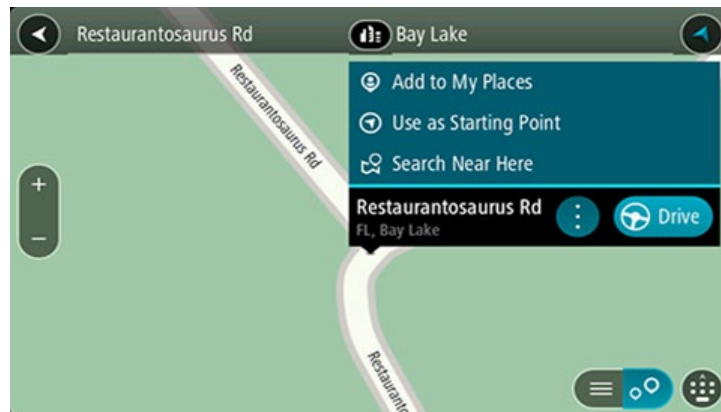 Restaurantosaurus Rd
Bay Lake
Restaurantosaurus Rd
Add to My Places
Use as Starting Point
Search Near Here
Restaurantosaurus Rd
FL, Bay Lake
Drive
+
−
Restauranto